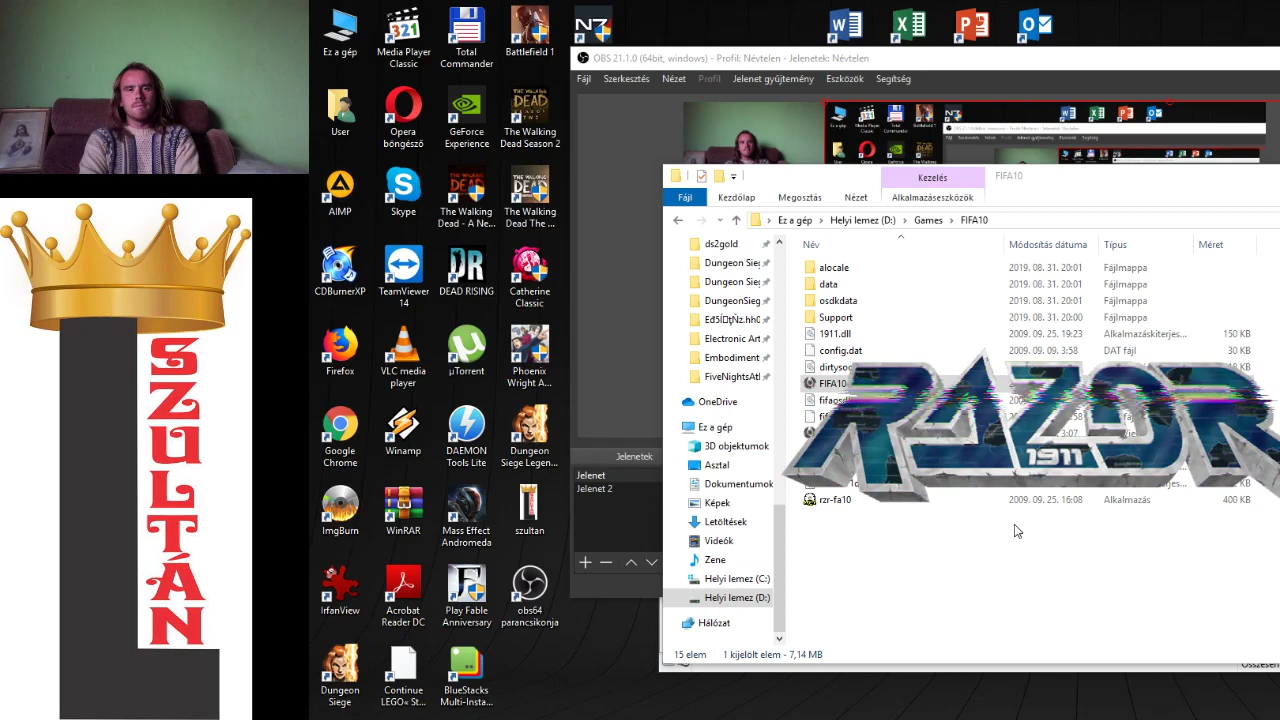 SZULTÁN
Ez a gép
Media Player
Classic
Total
Commander
Battlefield 1
N7
User
Opera
böngésző
GeForce
Experience
The Walking
Dead Season 2
AIMP
Skype
The Walking
Dead - A Ne...
The Walking
Dead The ...
CDBurnerXP
TeamViewer
14
DEAD RISING
Catherine
Classic
Firefox
VLC media
player
µTorrent
Phoenix
Wright A...
Google
Chrome
Winamp
DAEMON
Tools Lite
Dungeon
Siege Legen...
ImgBurn
WinRAR
Mass Effect
Andromeda
szultan
IrfanView
Acrobat
Reader DC
Play Fable
Anniversary
obs64
parancsikonja
Dungeon
Siege
Continue
LEGO« St...
BlueStacks
Multi-Insta...
OBS 21.1.0 (64bit, windows) - Profil: Névtelen - Jelenetek: Névtelen
Fájl Szerkesztés Nézet Profil Jelenet gyűjtemény Eszközök Segítség
Jelenetek
Jelenet
Jelenet 2
Kezelés FIFA10
Fájl Kezdőlap Megosztás Nézet Alkalmazáseszközök
Ez a gép > Helyi lemez (D:) > Games > FIFA10
ds2gold
Dungeon Sieg
Dungeon Sieg
DungeonSieg
Electronic Art
Embodiment
FiveNightsAtl
OneDrive
Ez a gép
3D objektumok
Asztal
Dokumentumok
Képek
Letöltések
Videók
Zene
Helyi lemez (C:)
Helyi lemez (D:)
Hálózat
Név Módosítás dátuma Típus Méret
alocale 2019. 08. 31. 20:01 Fájlmappa
data 2019. 08. 31. 20:01 Fájlmappa
osdkdata 2019. 08. 31. 20:01 Fájlmappa
Support 2019. 08. 31. 20:00 Fájlmappa
1911.dll 2009. 09. 25. 19:23 Alkalmazáskiterjes... 150 KB
config.dat 2009. 09. 09. 3:58 DAT fájl 30 KB
FIFA10
rzr-fa10 2009. 09. 25. 16:08 Alkalmazás 400 KB
RAZOR
1911
15 elem 1 kijelölt elem - 7,14 MB